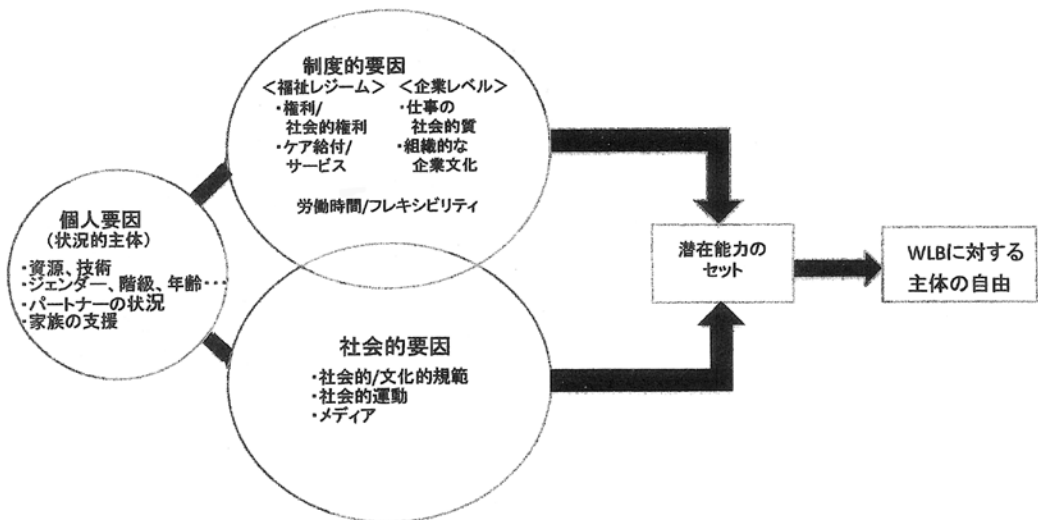 制度的要因
＜福祉レジーム＞ ＜企業レベル＞
・権利/ ・仕事の
社会的権利 社会的質
・ケア給付/ ・組織的な
サービス 企業文化
労働時間/フレキシビリティ
個人要因
(状況的主体)
・資源、技術
・ジェンダー、階級、年齢･･･
・パートナーの状況
・家族の支援
社会的要因
・社会的/文化的規範
・社会的運動
・メディア
潜在能力の
セット
WLBに対する
主体の自由